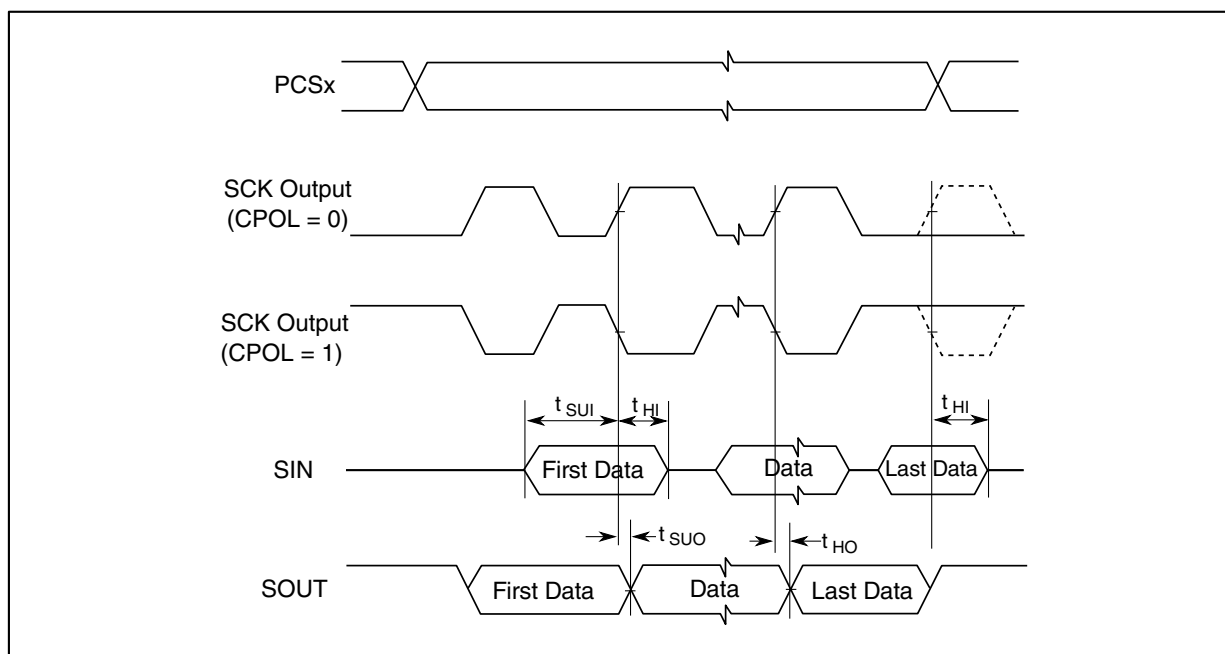 PCSx
SCK Output
(CPOL = 0)
SCK Output
(CPOL = 1)
t SUI
t HI
t HI
SIN
First Data
Data
Last Data
t SUO
t HO
SOUT
First Data
Data
Last Data